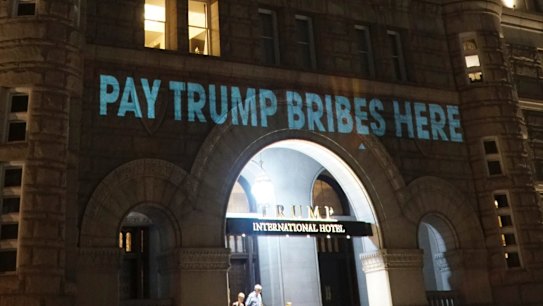 PAY TRUMP BRIBES HERE
TRUMP
INTERNATIONAL HOTEL